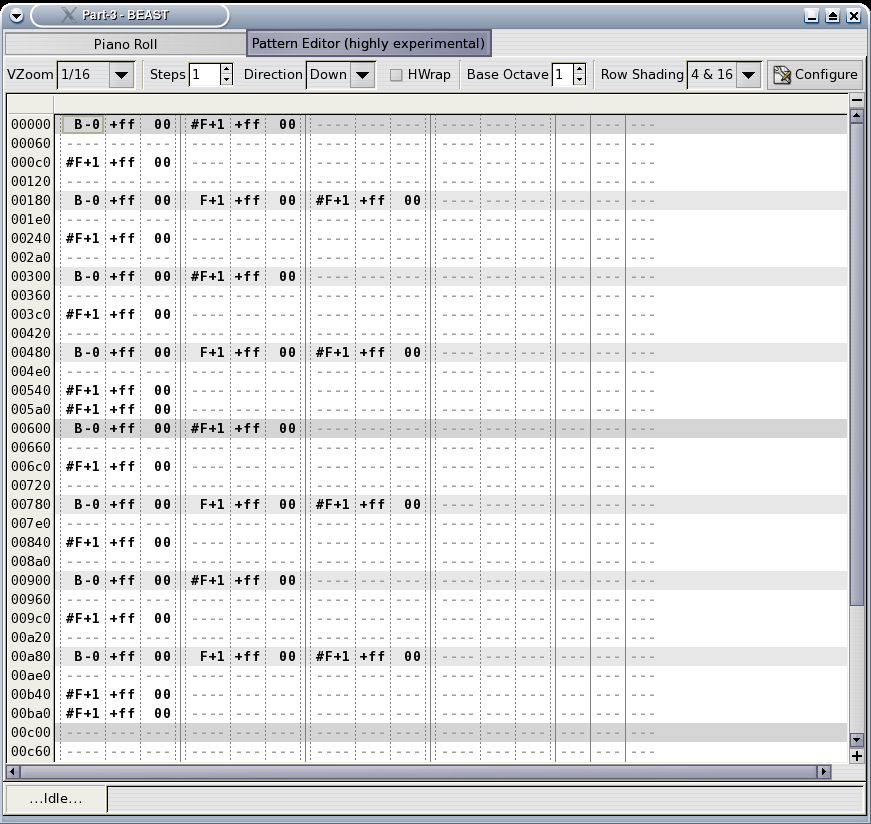 Part-3 - BEAST
Piano Roll Pattern Editor (highly experimental)
VZoom 1/16 Steps 1 Direction Down HWrap Base Octave 1 Row Shading 4 & 16 Configure
00000 B-0 +ff 00 #F+1 +ff 00 ---- --- --- ---- --- --- --- --- ---
00060 ---- --- --- ---- --- --- ---- --- --- ---- --- --- --- --- ---
000c0 #F+1 +ff 00 ---- --- --- ---- --- --- ---- --- --- --- --- ---
00120 ---- --- --- ---- --- --- ---- --- --- ---- --- --- --- --- ---
00180 B-0 +ff 00 F+1 +ff 00 #F+1 +ff 00 ---- --- --- --- --- ---
001e0 ---- --- --- ---- --- --- ---- --- --- ---- --- --- --- --- ---
00240 #F+1 +ff 00 ---- --- --- ---- --- --- ---- --- --- --- --- ---
002a0 ---- --- --- ---- --- --- ---- --- --- ---- --- --- --- --- ---
00300 B-0 +ff 00 #F+1 +ff 00 ---- --- --- ---- --- --- --- --- ---
00360 ---- --- --- ---- --- --- ---- --- --- ---- --- --- --- --- ---
003c0 #F+1 +ff 00 ---- --- --- ---- --- --- ---- --- --- --- --- ---
00420 ---- --- --- ---- --- --- ---- --- --- ---- --- --- --- --- ---
00480 B-0 +ff 00 F+1 +ff 00 #F+1 +ff 00 ---- --- --- --- --- ---
004e0 ---- --- --- ---- --- --- ---- --- --- ---- --- --- --- --- ---
00540 #F+1 +ff 00 ---- --- --- ---- --- --- ---- --- --- --- --- ---
005a0 #F+1 +ff 00 ---- --- --- ---- --- --- ---- --- --- --- --- ---
00600 B-0 +ff 00 #F+1 +ff 00 ---- --- --- ---- --- --- --- --- ---
00660 ---- --- --- ---- --- --- ---- --- --- ---- --- --- --- --- ---
006c0 #F+1 +ff 00 ---- --- --- ---- --- --- ---- --- --- --- --- ---
00720 ---- --- --- ---- --- --- ---- --- --- ---- --- --- --- --- ---
00780 B-0 +ff 00 F+1 +ff 00 #F+1 +ff 00 ---- --- --- --- --- ---
007e0 ---- --- --- ---- --- --- ---- --- --- ---- --- --- --- --- ---
00840 #F+1 +ff 00 ---- --- --- ---- --- --- ---- --- --- --- --- ---
008a0 ---- --- --- ---- --- --- ---- --- --- ---- --- --- --- --- ---
00900 B-0 +ff 00 #F+1 +ff 00 ---- --- --- ---- --- --- --- --- ---
00960 ---- --- --- ---- --- --- ---- --- --- ---- --- --- --- --- ---
009c0 #F+1 +ff 00 ---- --- --- ---- --- --- ---- --- --- --- --- ---
00a20 ---- --- --- ---- --- --- ---- --- --- ---- --- --- --- --- ---
00a80 B-0 +ff 00 F+1 +ff 00 #F+1 +ff 00 ---- --- --- --- --- ---
00ae0 ---- --- --- ---- --- --- ---- --- --- ---- --- --- --- --- ---
00b40 #F+1 +ff 00 ---- --- --- ---- --- --- ---- --- --- --- --- ---
00ba0 #F+1 +ff 00 ---- --- --- ---- --- --- ---- --- --- --- --- ---
00c00 ---- --- --- ---- --- --- ---- --- --- ---- --- --- --- --- ---
00c60 ---- --- --- ---- --- --- ---- --- --- ---- --- --- --- --- ---
...Idle...